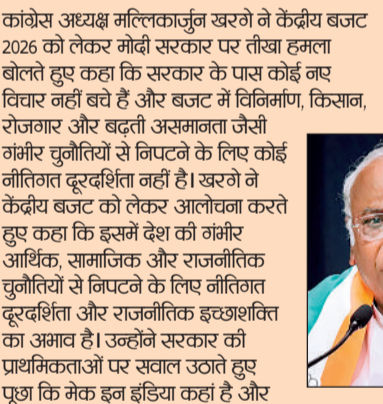 कांग्रेस अध्यक्ष मल्लिकार्जुन खरगे ने केंद्रीय बजट
2026 को लेकर मोदी सरकार पर तीखा हमला
बोलते हुए कहा कि सरकार के पास कोई नए
विचार नहीं बचे हैं और बजट में विनिर्माण, किसान,
रोजगार और बढ़ती असमानता जैसी
गंभीर चुनौतियों से निपटने के लिए कोई
नीतिगत दूरदर्शिता नहीं है। खरगे ने
केंद्रीय बजट को लेकर आलोचना करते
हुए कहा कि इसमें देश की गंभीर
आर्थिक, सामाजिक और राजनीतिक
चुनौतियों से निपटने के लिए नीतिगत
दूरदर्शिता और राजनीतिक इच्छाशक्ति
का अभाव है। उन्होंने सरकार की
प्राथमिकताओं पर सवाल उठाते हुए
पूछा कि मेक इन इंडिया कहां है और